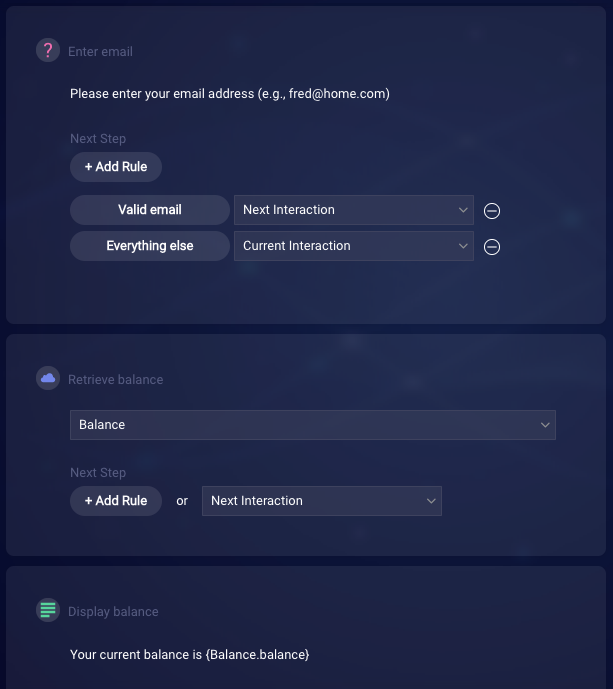 Enter email
Please enter your email address (e.g., fred@home.com)
Next Step
+ Add Rule
Valid email Next Interaction
Everything else Current Interaction
Retrieve balance
Balance
Next Step
+ Add Rule or Next Interaction
Display balance
Your current balance is {Balance.balance}